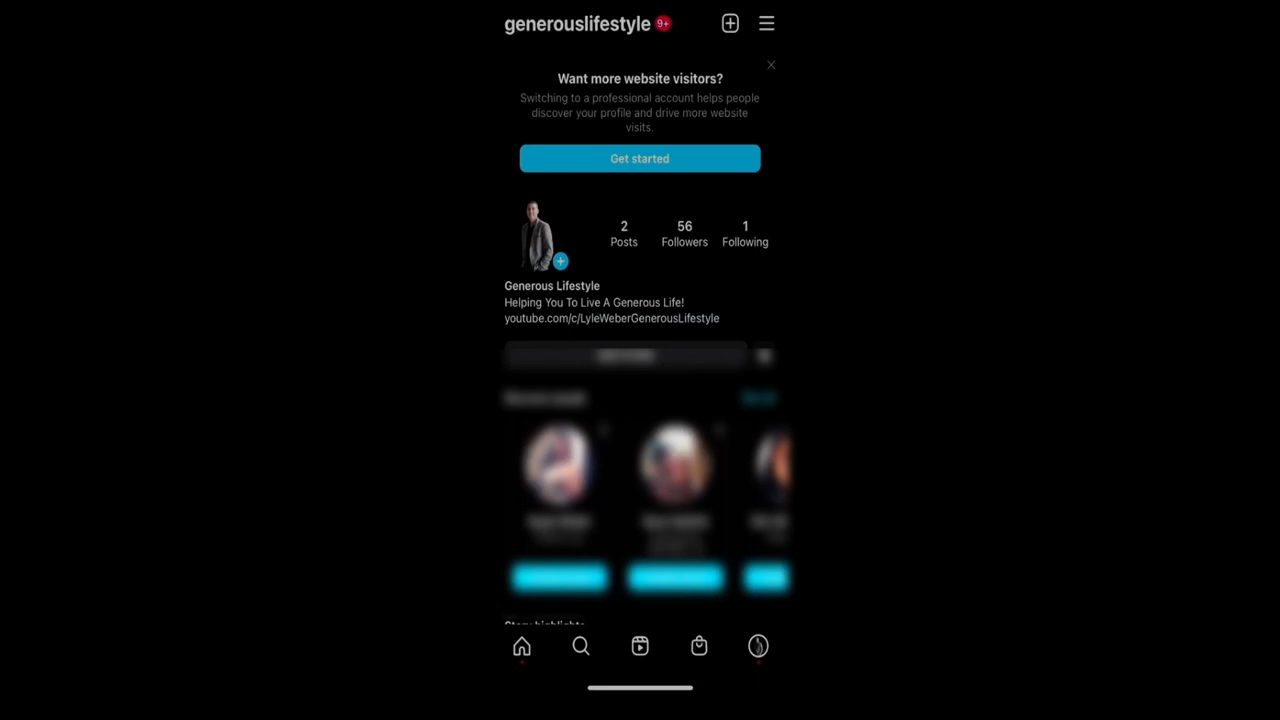 generouslifestyle 9+
Want more website visitors?
Switching to a professional account helps people
discover your profile and drive more website
visits.
Get started
2 56 1
Posts Followers Following
Generous Lifestyle
Helping You To Live A Generous Life!
youtube.com/c/LyleWeberGenerousLifestyle
Story highlights